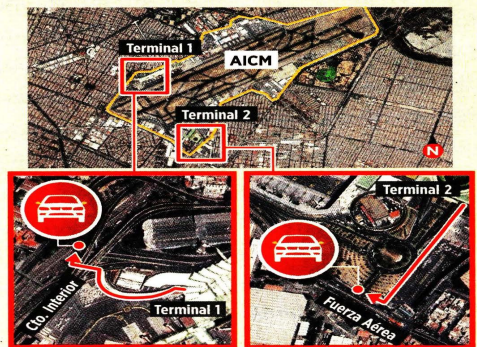 Terminal 1
AICM
Terminal 2
N
Cto. Interior
Terminal 1
Terminal 2
Fuerza Aérea